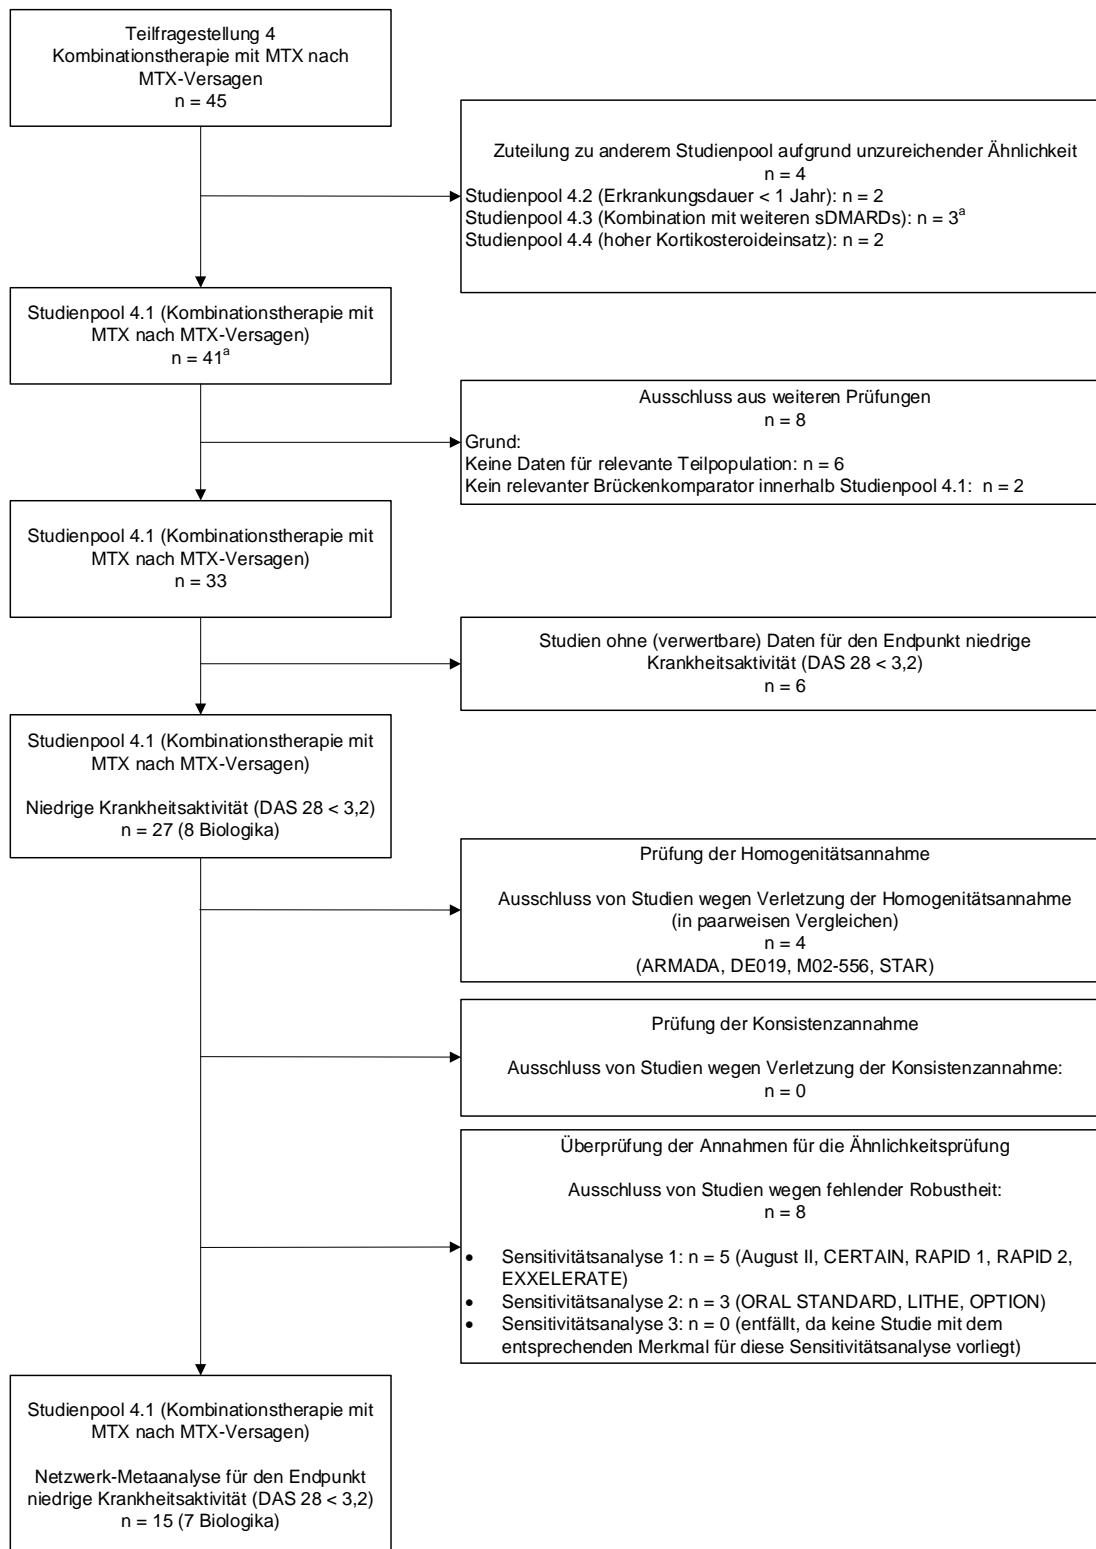 Teilfragestellung 4
Kombinationstherapie mit MTX nach
MTX-Versagen
n = 45
Zuteilung zu anderem Studienpool aufgrund unzureichender Ähnlichkeit
n = 4
Studienpool 4.2 (Erkrankungsdauer < 1 Jahr): n = 2
Studienpool 4.3 (Kombination mit weiteren sDMARDs): n = 3a
Studienpool 4.4 (hoher Kortikosteroideinsatz): n = 2
Studienpool 4.1 (Kombinationstherapie mit
MTX nach MTX-Versagen)
n = 41a
Ausschluss aus weiteren Prüfungen
n = 8
Grund:
Keine Daten für relevante Teilpopulation: n = 6
Kein relevanter Brückenkomparator innerhalb Studienpool 4.1: n = 2
Studienpool 4.1 (Kombinationstherapie mit
MTX nach MTX-Versagen)
n = 33
Studien ohne (verwertbare) Daten für den Endpunkt niedrige
Krankheitsaktivität (DAS 28 < 3,2)
n = 6
Studienpool 4.1 (Kombinationstherapie mit
MTX nach MTX-Versagen)
Niedrige Krankheitsaktivität (DAS 28 < 3,2)
n = 27 (8 Biologika)
Prüfung der Homogenitätsannahme
Ausschluss von Studien wegen Verletzung der Homogenitätsannahme
(in paarweisen Vergleichen)
n = 4
(ARMADA, DE019, M02-556, STAR)
Prüfung der Konsistenzannahme
Ausschluss von Studien wegen Verletzung der Konsistenzannahme:
n = 0
Überprüfung der Annahmen für die Ähnlichkeitsprüfung
Ausschluss von Studien wegen fehlender Robustheit:
n = 8
• Sensitivitätsanalyse 1: n = 5 (August II, CERTAIN, RAPID 1, RAPID 2,
EXXELERATE)
• Sensitivitätsanalyse 2: n = 3 (ORAL STANDARD, LITHE, OPTION)
• Sensitivitätsanalyse 3: n = 0 (entfällt, da keine Studie mit dem
entsprechenden Merkmal für diese Sensitivitätsanalyse vorliegt)
Studienpool 4.1 (Kombinationstherapie mit
MTX nach MTX-Versagen)
Netzwerk-Metaanalyse für den Endpunkt
niedrige Krankheitsaktivität (DAS 28 < 3,2)
n = 15 (7 Biologika)